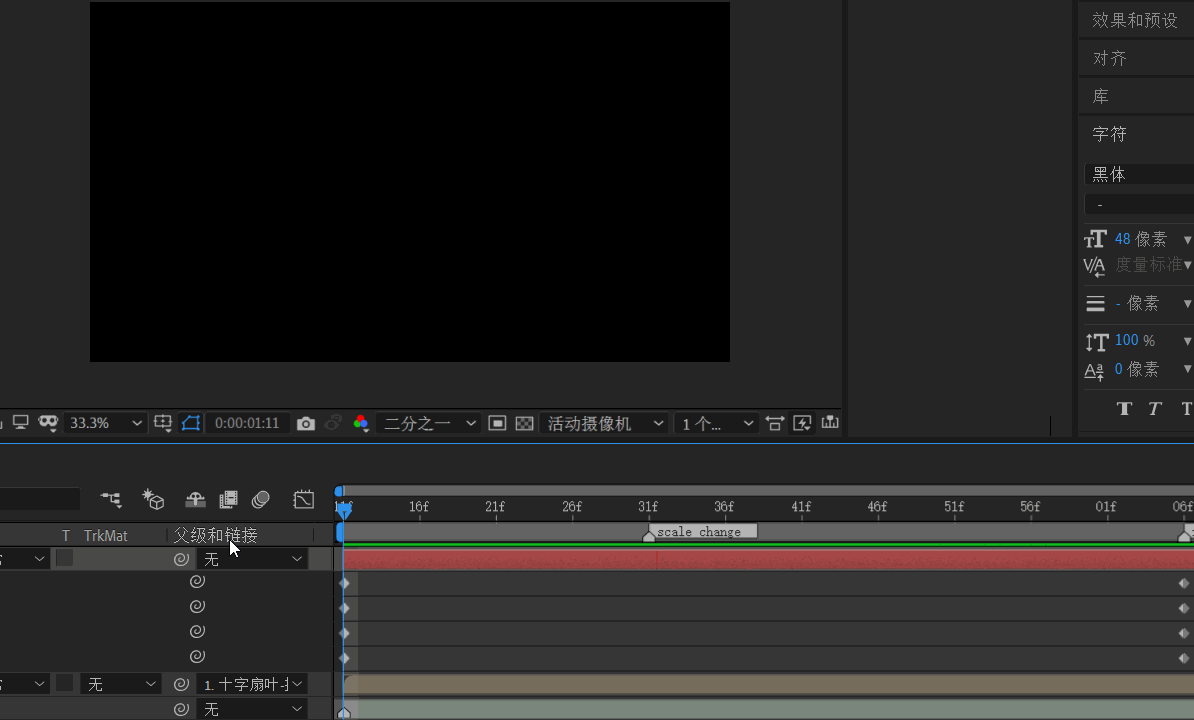 效果和预设
对齐
库
字符
黑体
-
48 像素
度量标准
- 像素
100 %
0 像素
T T T
33.3%
0:00:01:11
二分之一
活动摄像机
1 个...
11f 16f 21f 26f 31f 36f 41f 46f 51f 56f 01f 06f
T TrkMat 父级和链接
scale change
无
无
1. 十字扇叶-
无